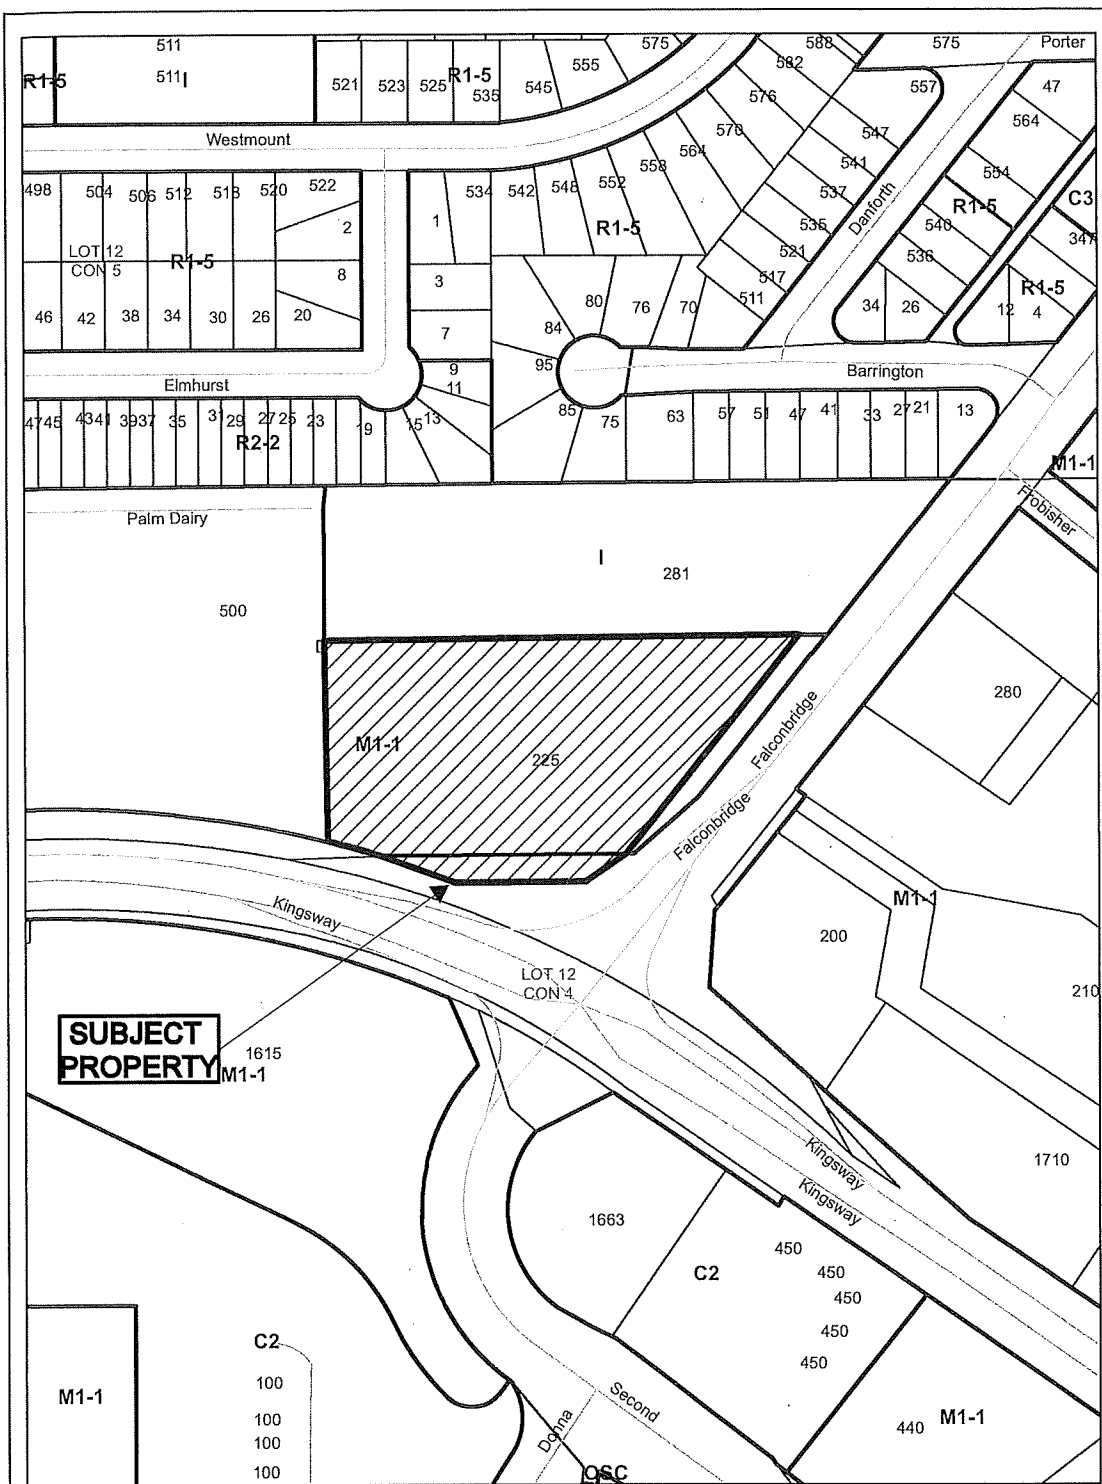 511
588
575
575
Porter
R1-5
511 I
521
523
525
R1-5
535
545
555
582
557
47
576
564
Westmount
570
547
564
558
541
554
498
504
506
512
518
520
522
534
542
548
552
537
Danforth
R1-5
C3
2
1
R1-5
535
540
347
LOT 12
CON 5
R1-5
521
536
8
3
517
R1-5
46
42
38
34
30
26
20
80
76
70
511
34
26
12
4
7
84
9
95
Elmhurst
11
Barrington
47
45
43
41
39
37
35
31
29
27
25
23
19
15
13
85
75
63
57
51
47
41
33
27
21
13
R2-2
M1-1
Palm Dairy
Frobisher
I
281
500
280
M1-1
225
Falconbridge
Falconbridge
M1-1
Kingsway
200
LOT 12
CON 4
210
SUBJECT
PROPERTY
1615
M1-1
Kingsway
1710
Kingsway
1663
450
C2
450
450
450
450
C2
100
M1-1
Second
M1-1
100
Donna
440
100
100
OSC